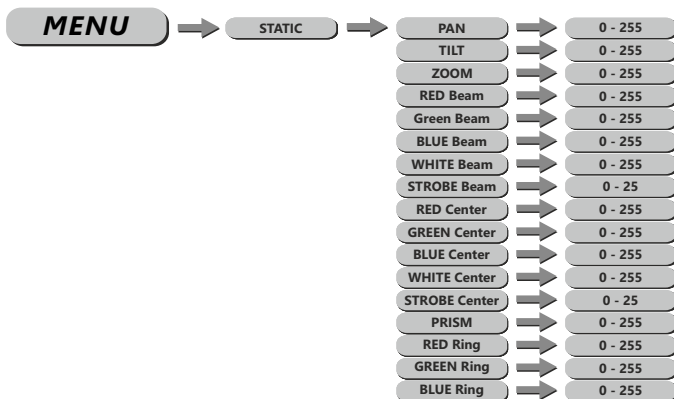 MENU STATIC PAN 0 - 255
TILT 0 - 255
ZOOM 0 - 255
RED Beam 0 - 255
Green Beam 0 - 255
BLUE Beam 0 - 255
WHITE Beam 0 - 255
STROBE Beam 0 - 25
RED Center 0 - 255
GREEN Center 0 - 255
BLUE Center 0 - 255
WHITE Center 0 - 255
STROBE Center 0 - 25
PRISM 0 - 255
RED Ring 0 - 255
GREEN Ring 0 - 255
BLUE Ring 0 - 255